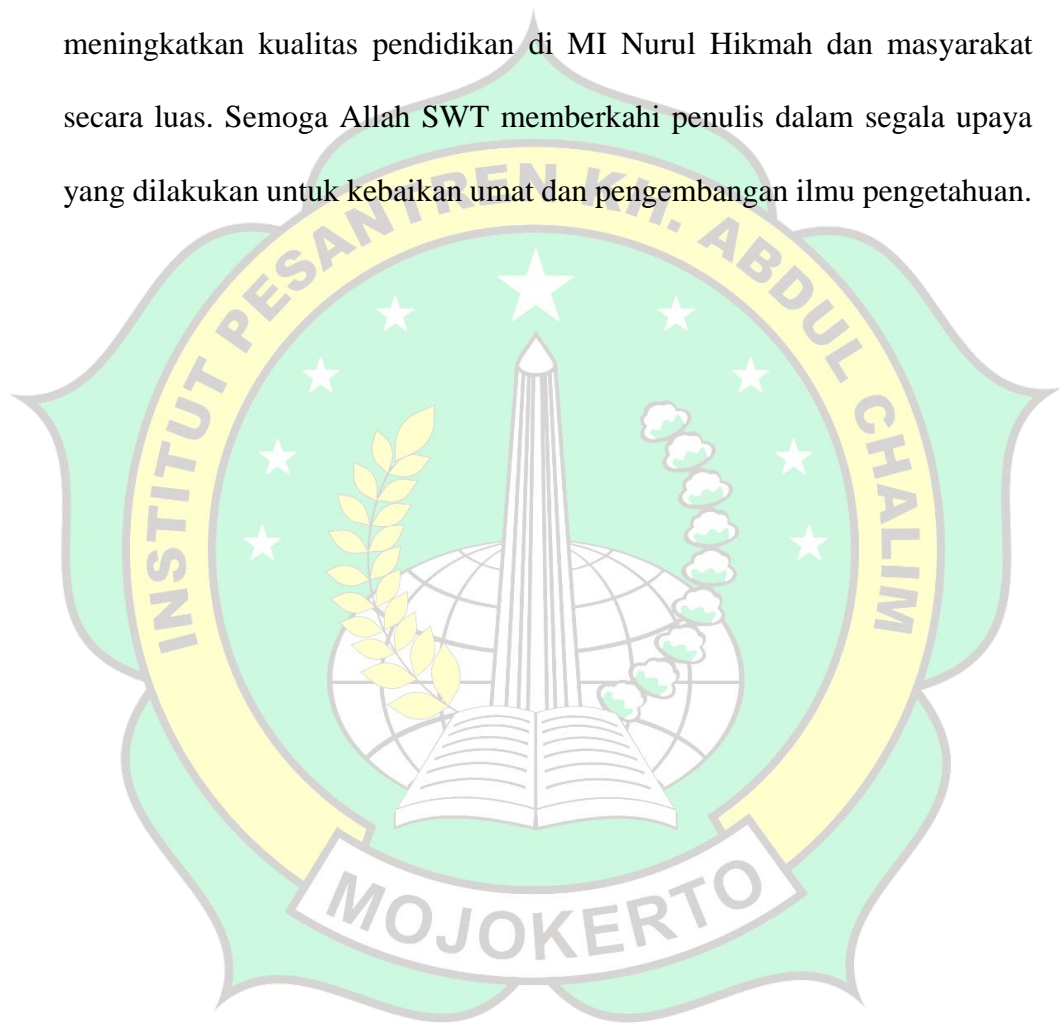 meningkatkan kualitas pendidikan di MI Nurul Hikmah dan masyarakat
secara luas. Semoga Allah SWT memberkahi penulis dalam segala upaya
yang dilakukan untuk kebaikan umat dan pengembangan ilmu pengetahuan.
INSTITUT PESANTREN KH. ABDUL CHALIM
MOJOKERTO